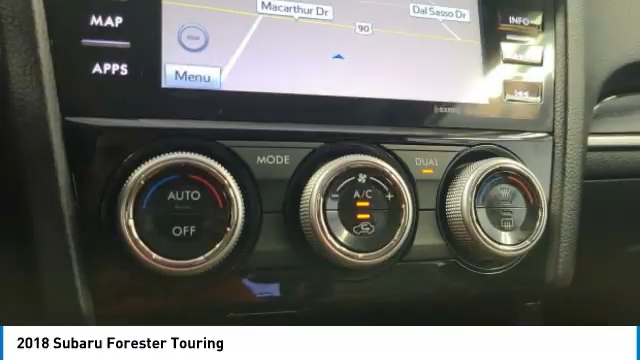 Macarthur Dr
Dal Sasso Dr
MAP
90
INFO
APPS
Menu
MODE
DUAL
AUTO
A/C
- +
OFF
2018 Subaru Forester Touring